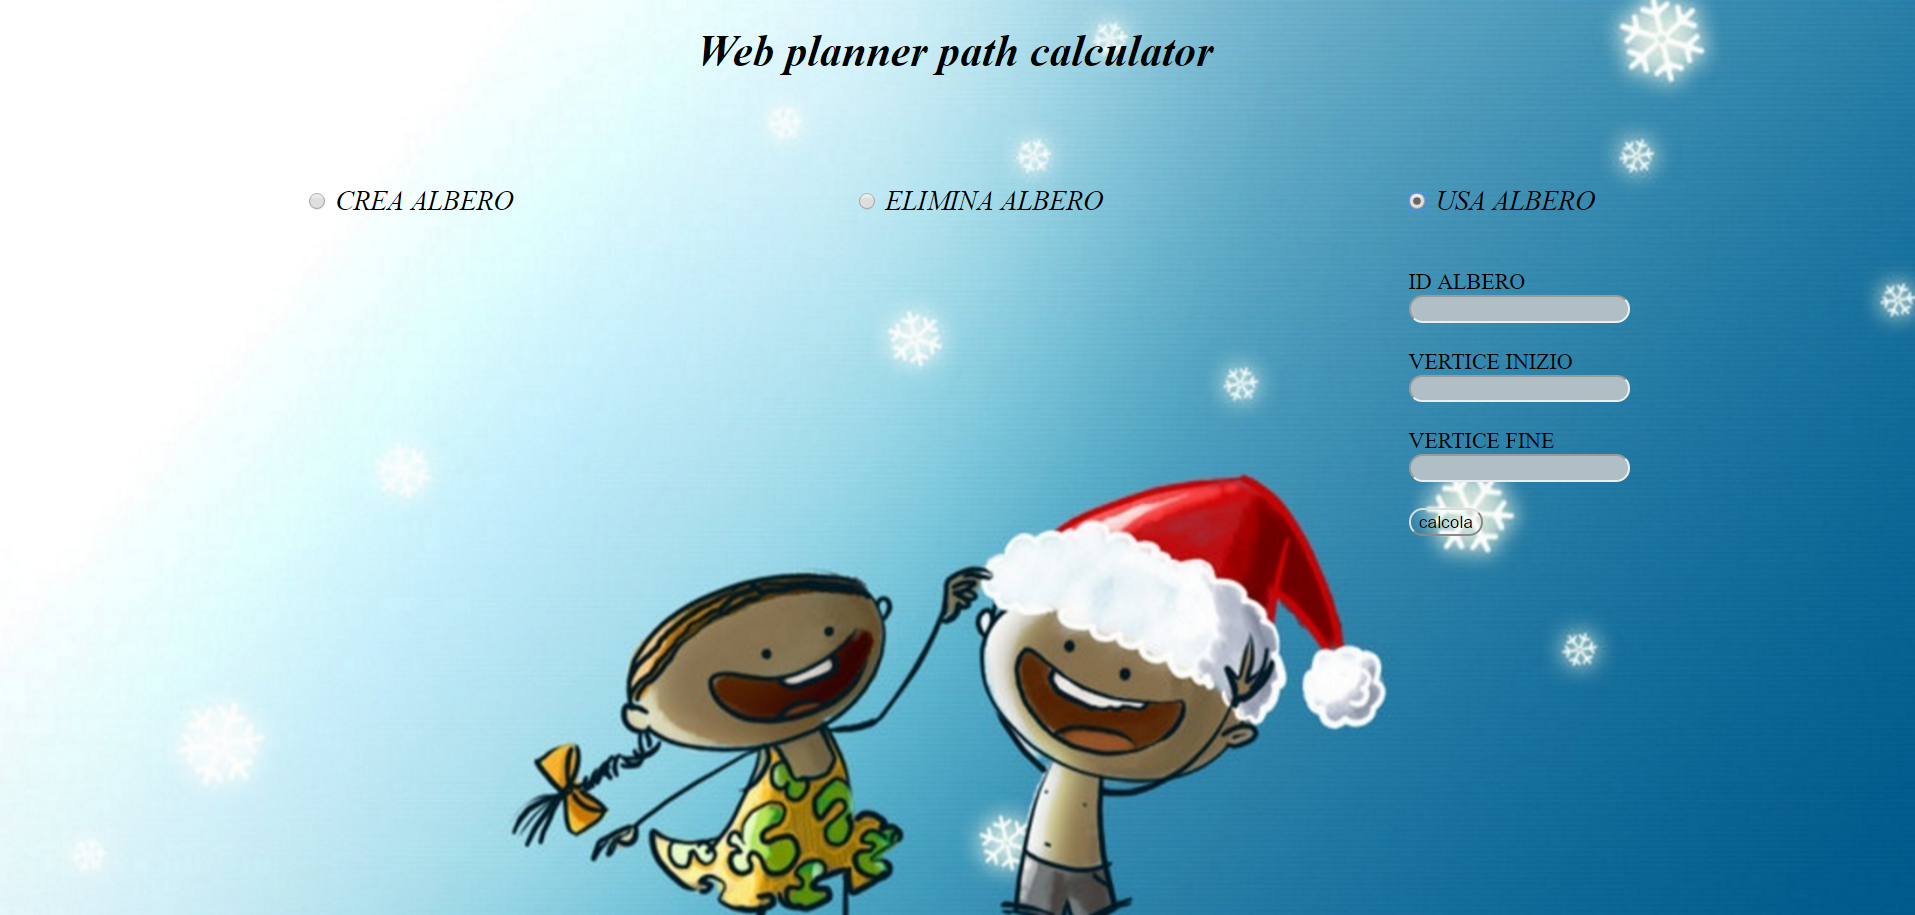 Web planner path calculator
CREA ALBERO
ELIMINA ALBERO
USA ALBERO
ID ALBERO
VERTICE INIZIO
VERTICE FINE
calcola